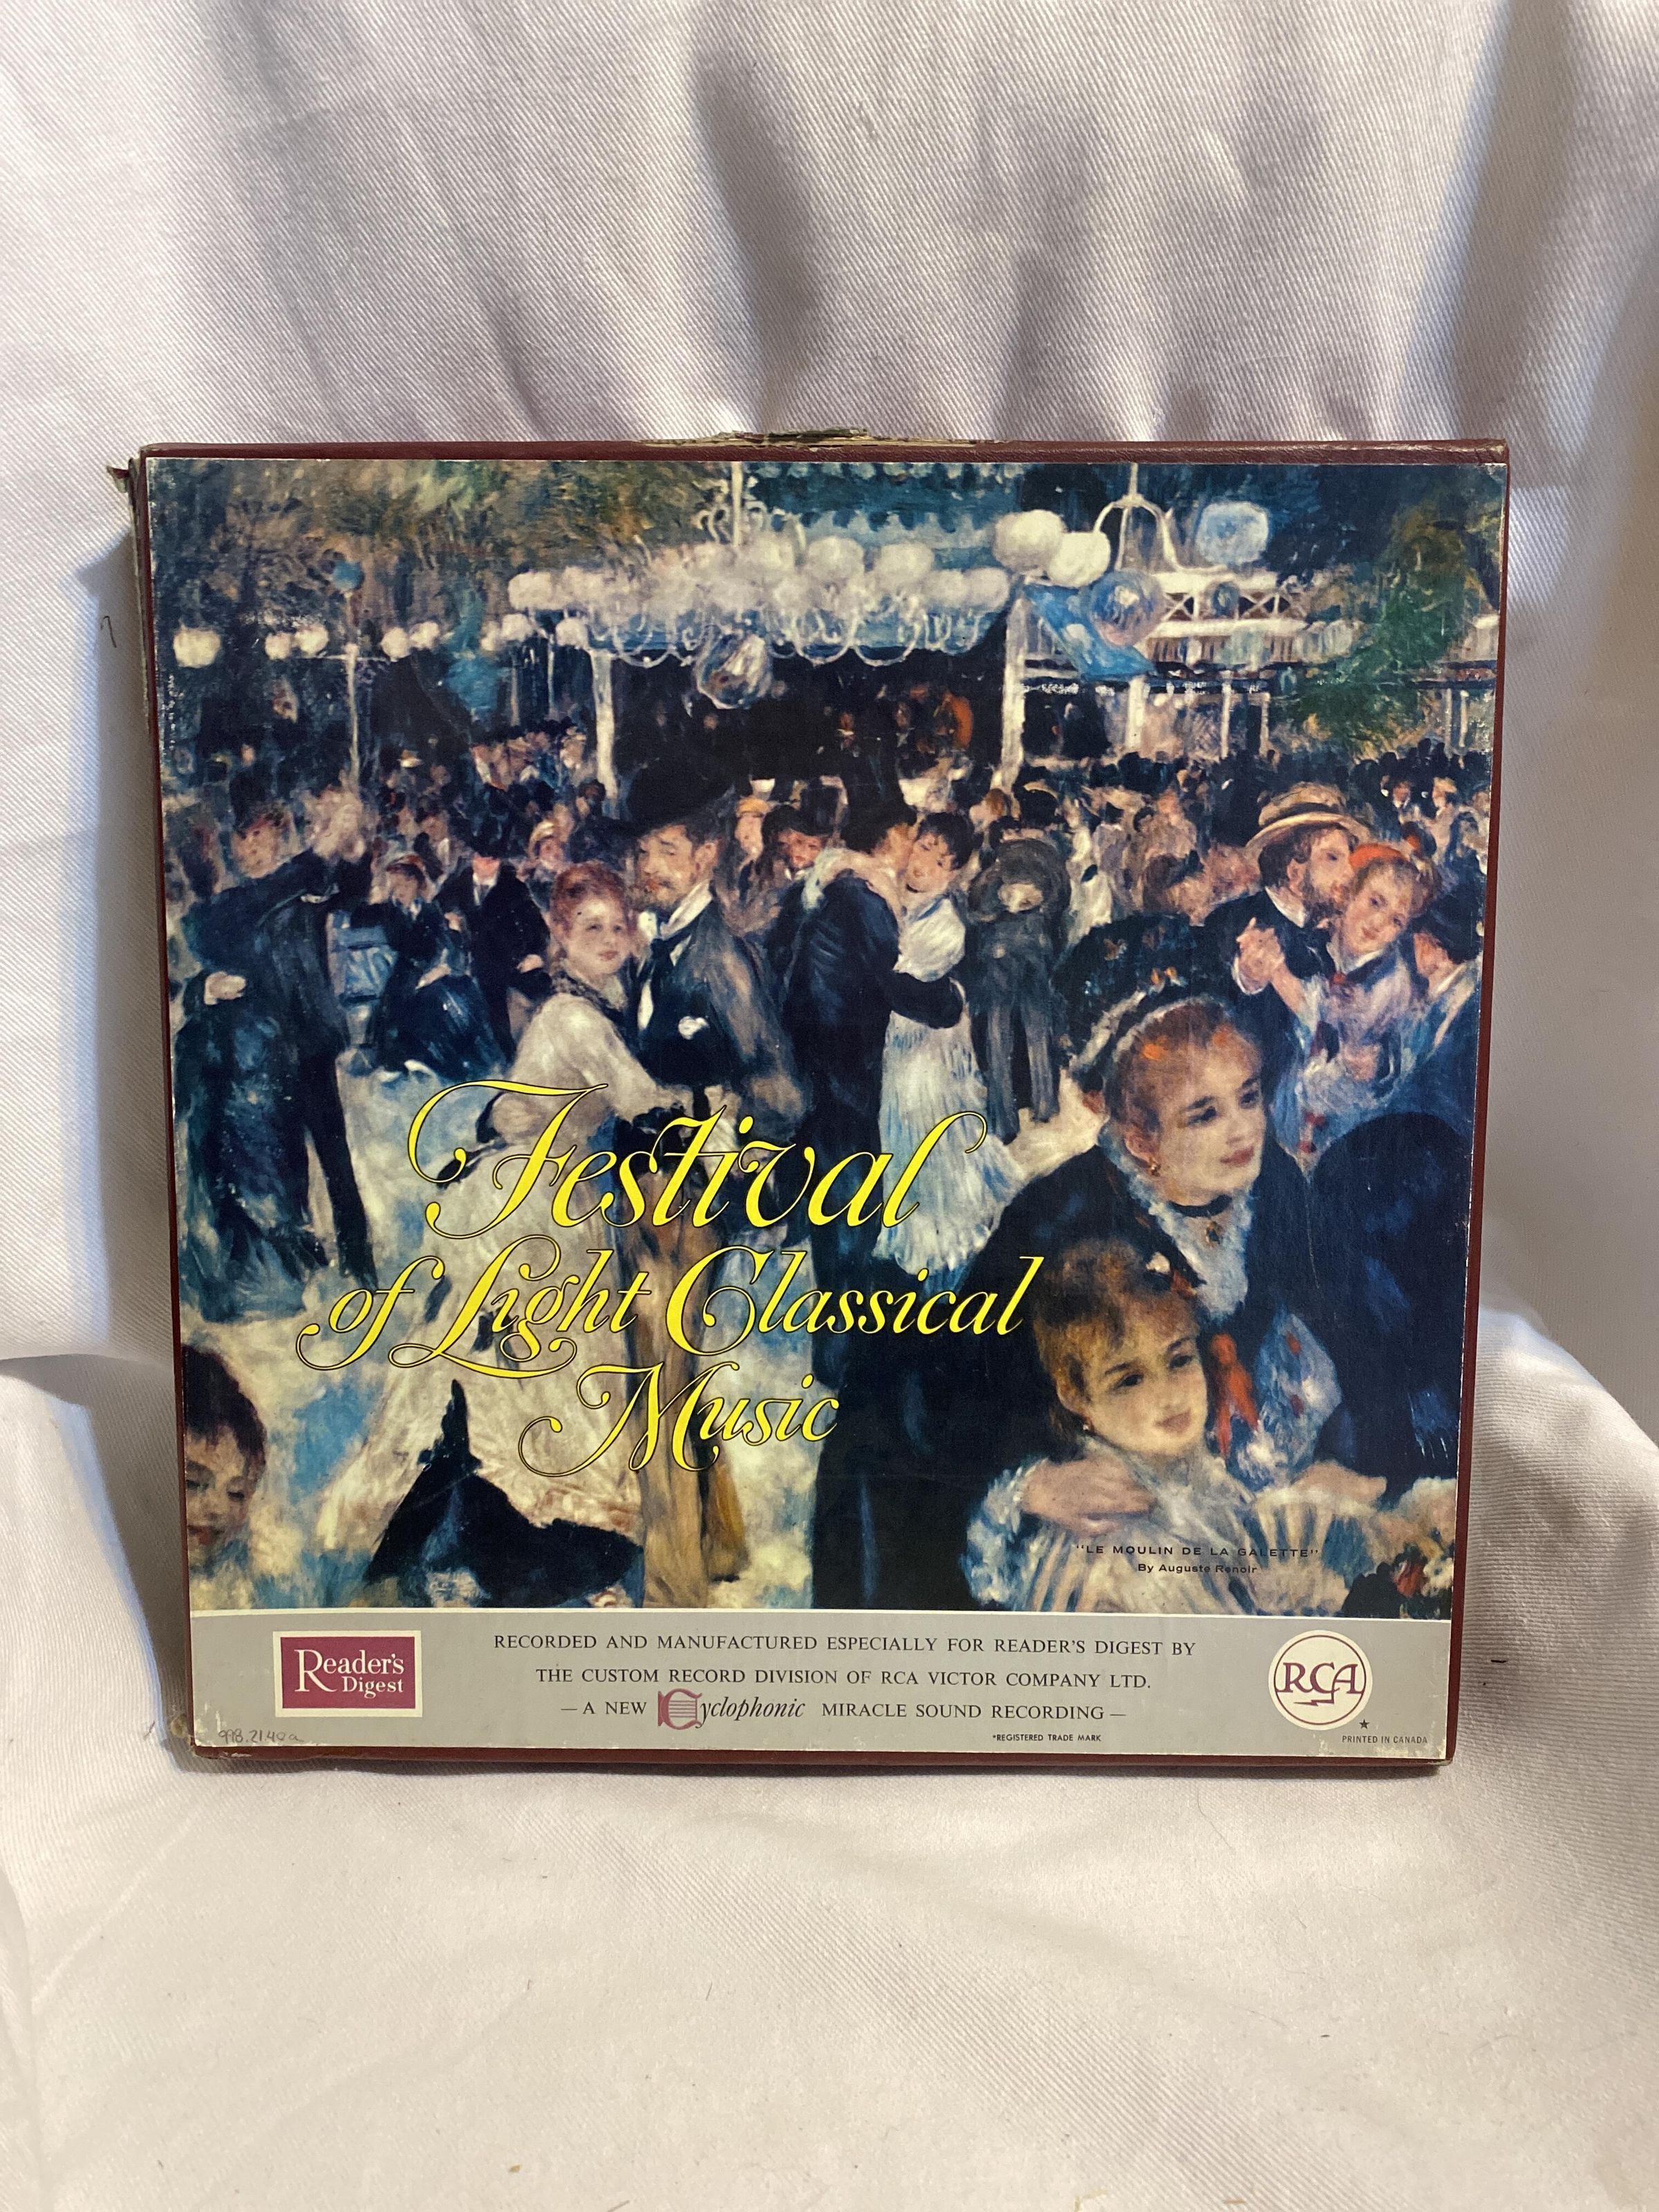 Festival
of Light Classical
Music
"LE MOULIN DE LA GALETTE"
By Auguste Renoir
Reader's
Digest
RECORDED AND MANUFACTURED ESPECIALLY FOR READER'S DIGEST BY
THE CUSTOM RECORD DIVISION OF RCA VICTOR COMPANY LTD.
— A NEW Cyclophonic MIRACLE SOUND RECORDING —
*REGISTERED TRADE MARK
RCA
★
PRINTED IN CANADA